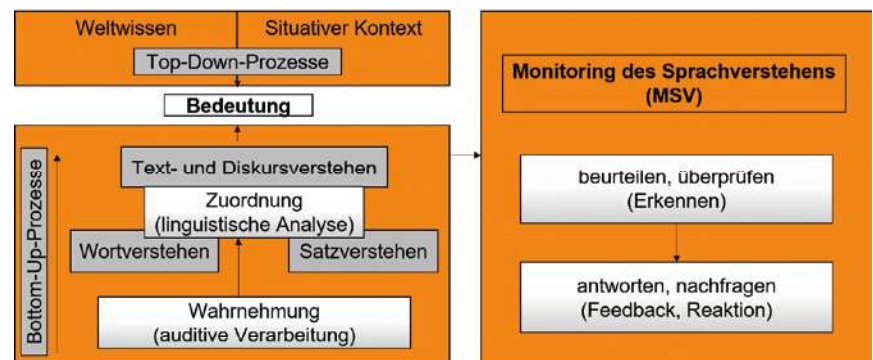 Weltwissen
Situativer Kontext
Top-Down-Prozesse
Bedeutung
Bottom-Up-Prozesse
Text- und Diskursverstehen
Zuordnung
(linguistische Analyse)
Wortverstehen
Satzverstehen
Wahrnehmung
(auditive Verarbeitung)
Monitoring des Sprachverstehens
(MSV)
beurteilen, überprüfen
(Erkennen)
antworten, nachfragen
(Feedback, Reaktion)